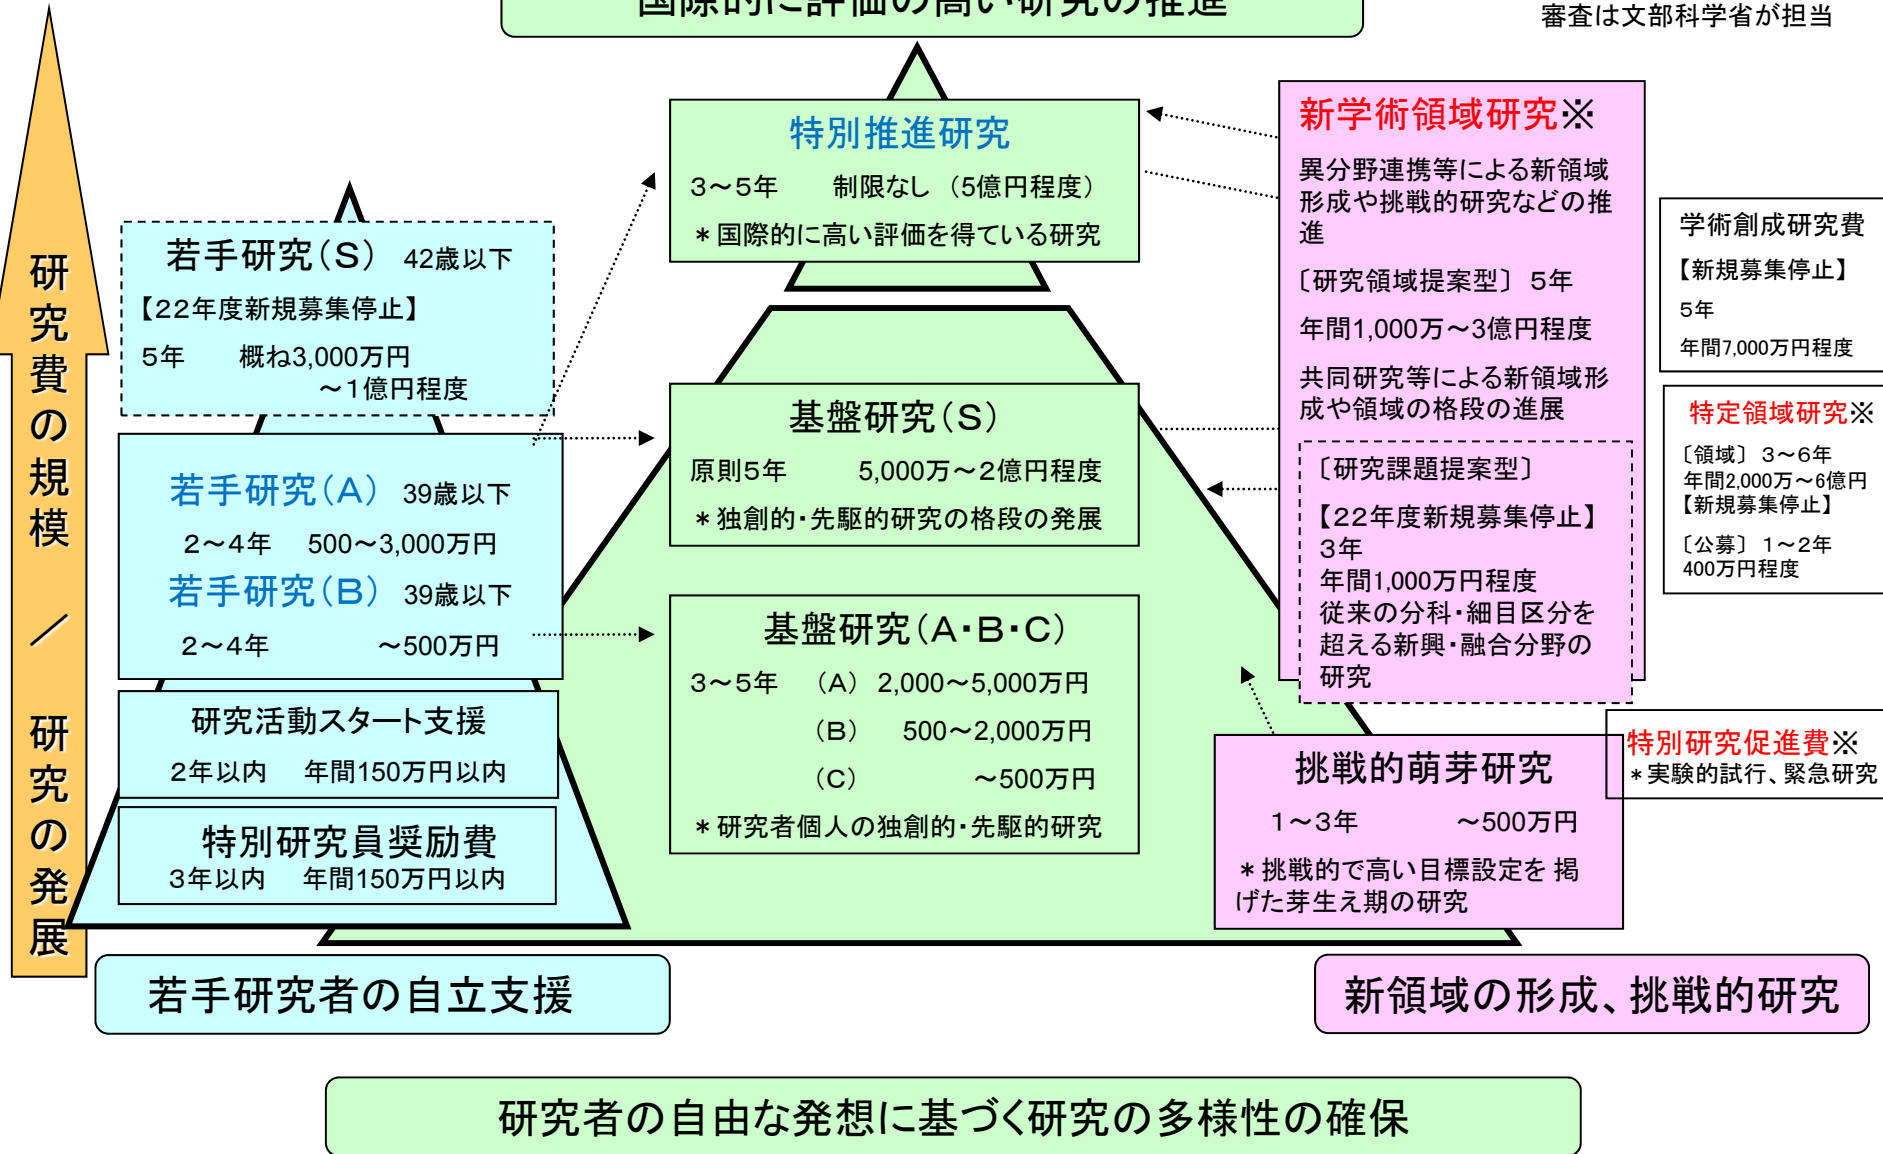 国際的に評価の高い研究の推進
審査は文部科学省が担当
研究費の規模 ／ 研究の発展
若手研究（S） 42歳以下
【22年度新規募集停止】
5年 概ね3,000万円
～1億円程度
若手研究（A） 39歳以下
2～4年 500～3,000万円
若手研究（B） 39歳以下
2～4年 ～500万円
研究活動スタート支援
2年以内 年間150万円以内
特別研究員奨励費
3年以内 年間150万円以内
若手研究者の自立支援
特別推進研究
3～5年 制限なし （5億円程度）
＊国際的に高い評価を得ている研究
基盤研究（S）
原則5年 5,000万～2億円程度
＊独創的・先駆的研究の格段の発展
基盤研究（A・B・C）
3～5年 （A） 2,000～5,000万円
（B） 500～2,000万円
（C） ～500万円
＊研究者個人の独創的・先駆的研究
新学術領域研究※
異分野連携等による新領域
形成や挑戦的研究などの推
進
〔研究領域提案型〕 5年
年間1,000万～3億円程度
共同研究等による新領域形
成や領域の格段の進展
〔研究課題提案型〕
【22年度新規募集停止】
3年
年間1,000万円程度
従来の分科・細目区分を
超える新興・融合分野の
研究
挑戦的萌芽研究
1～3年 ～500万円
＊挑戦的で高い目標設定を 掲
げた芽生え期の研究
学術創成研究費
【新規募集停止】
5年
年間7,000万円程度
特定領域研究※
〔領域〕 3～6年
年間2,000万～6億円
【新規募集停止】
〔公募〕 1～2年
400万円程度
特別研究促進費※
＊実験的試行、緊急研究
新領域の形成、挑戦的研究
研究者の自由な発想に基づく研究の多様性の確保